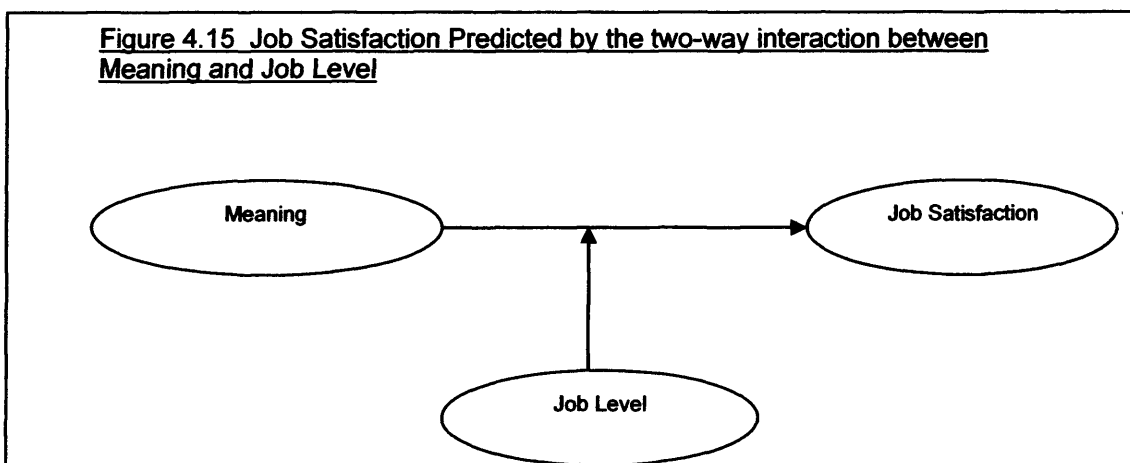 Figure 4.15 Job Satisfaction Predicted by the two-way interaction between
Meaning and Job Level
Meaning
Job Satisfaction
Job Level